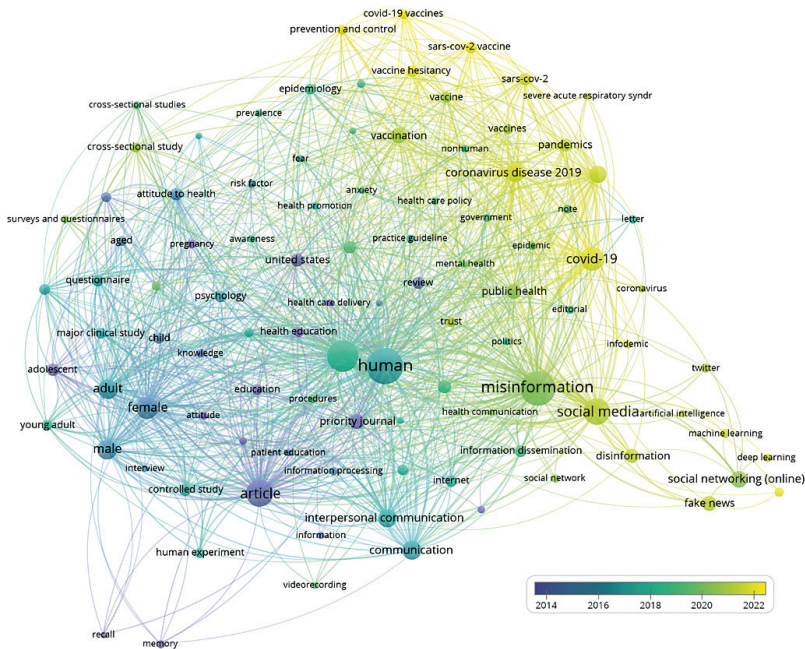 covid-19 vaccines
prevention and control
sars-cov-2 vaccine
vaccine hesitancy
sars-cov-2
epidemiology
severe acute respiratory syndr
vaccine
cross-sectional studies
prevalence
vaccines
vaccination
pandemics
cross-sectional study
nonhuman
fear
coronavirus disease 2019
risk factor
anxiety
attitude to health
health care policy
health promotion
note
government
letter
surveys and questionnaires
aged
pregnancy
awareness
practice guideline
epidemic
united states
mental health
covid-19
questionnaire
review
public health
coronavirus
psychology
health care delivery
editorial
trust
major clinical study
child
health education
politics
infodemic
knowledge
adolescent
human
twitter
adult
education
misinformation
procedures
female
attitude
health communication
social media
artificial intelligence
young adult
priority journal
machine learning
male
patient education
information dissemination
disinformation
deep learning
interview
information processing
internet
social network
social networking (online)
controlled study
article
fake news
interpersonal communication
information
human experiment
communication
videorecording
2014 2016 2018 2020 2022
recall
memory